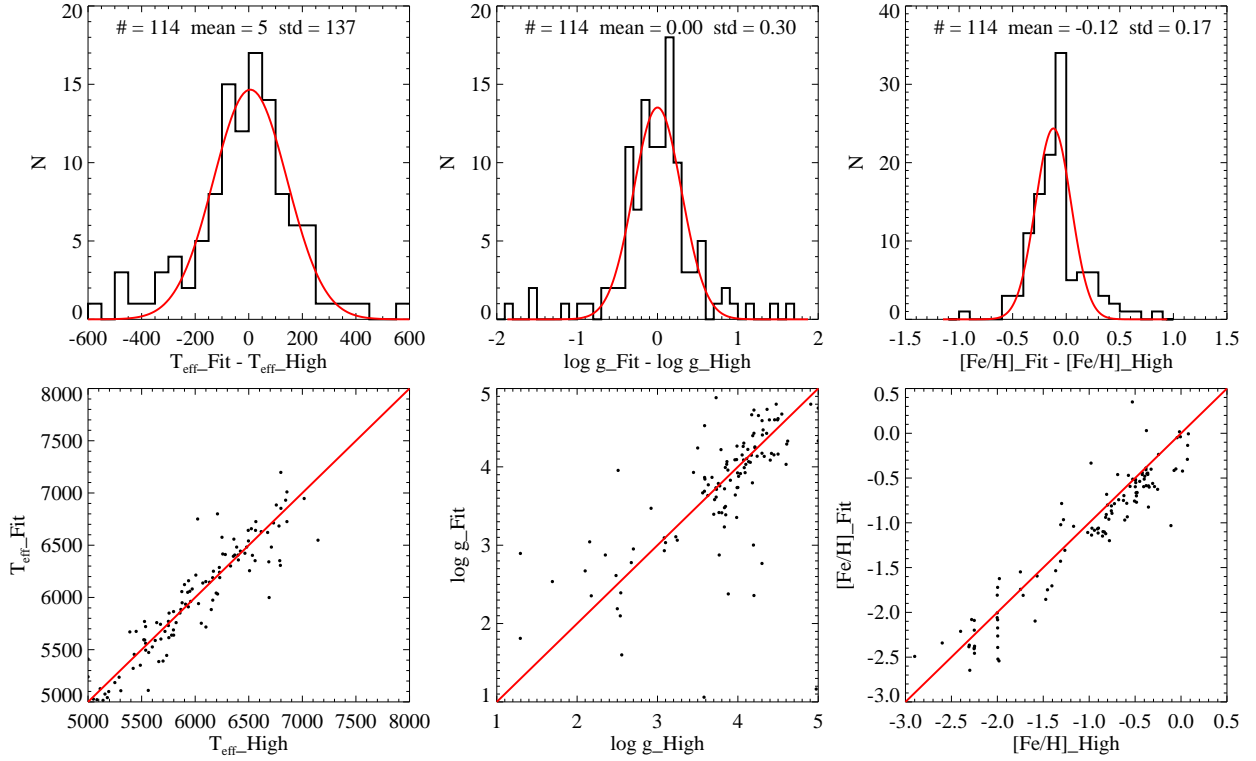 # = 114 mean = 5 std = 137
20
15
10
5
0
N
-600 -400 -200 0 200 400 600
T_eff_Fit - T_eff_High
# = 114 mean = 0.00 std = 0.30
20
15
10
5
0
N
-2 -1 0 1 2
log g_Fit - log g_High
# = 114 mean = -0.12 std = 0.17
40
30
20
10
0
N
-1.5 -1.0 -0.5 0.0 0.5 1.0 1.5
[Fe/H]_Fit - [Fe/H]_High
8000
7500
7000
6500
6000
5500
5000
T_eff_Fit
5000 5500 6000 6500 7000 7500 8000
T_eff_High
5
4
3
2
1
log g_Fit
1 2 3 4 5
log g_High
0.5
0.0
-0.5
-1.0
-1.5
-2.0
-2.5
-3.0
[Fe/H]_Fit
-3.0 -2.5 -2.0 -1.5 -1.0 -0.5 0.0 0.5
[Fe/H]_High